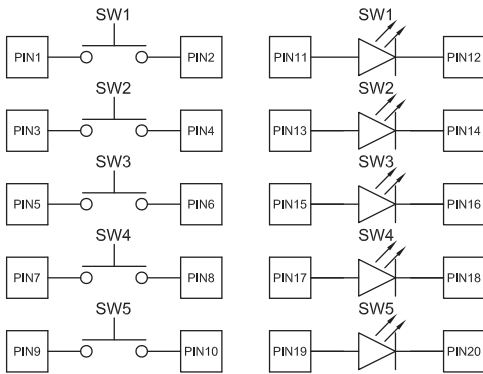 SW1 SW1
PIN1 PIN2 PIN11 PIN12
SW2 SW2
PIN3 PIN4 PIN13 PIN14
SW3 SW3
PIN5 PIN6 PIN15 PIN16
SW4 SW4
PIN7 PIN8 PIN17 PIN18
SW5 SW5
PIN9 PIN10 PIN19 PIN20